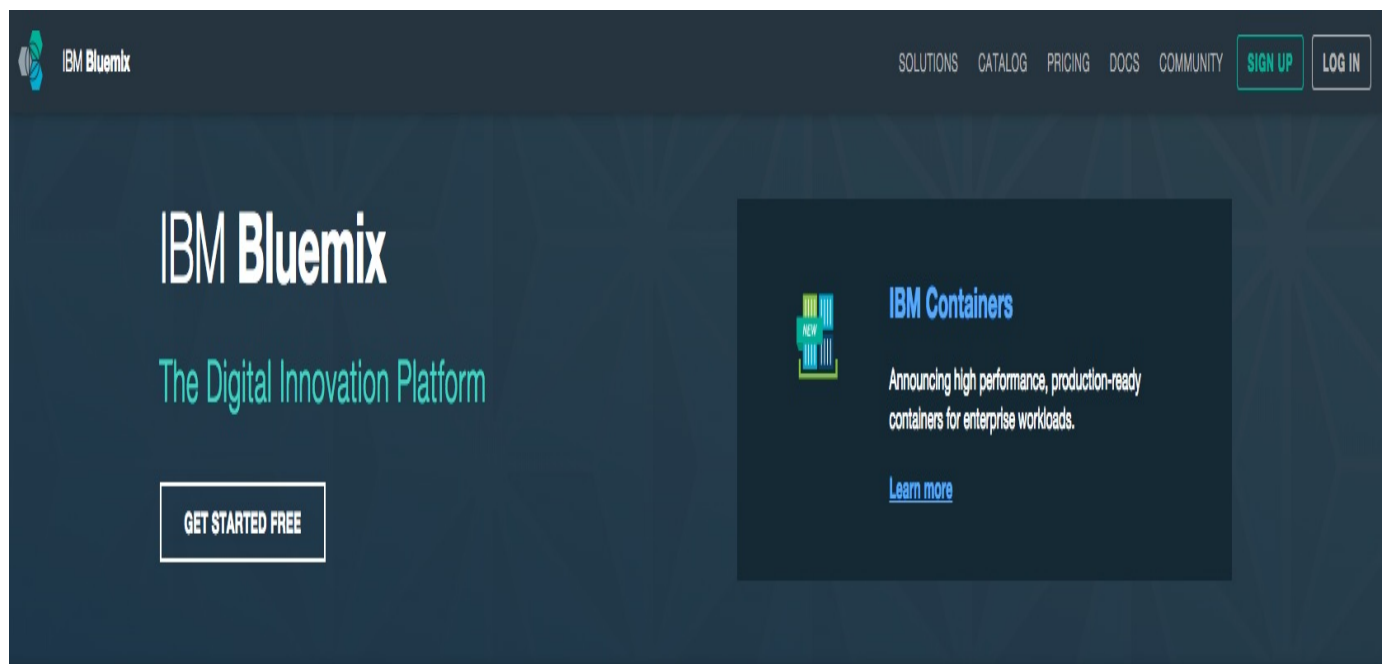 IBM Bluemix
SOLUTIONS CATALOG PRICING DOCS COMMUNITY SIGN UP LOG IN
IBM Bluemix
The Digital Innovation Platform
GET STARTED FREE
NEW
IBM Containers
Announcing high performance, production-ready
containers for enterprise workloads.
Learn more